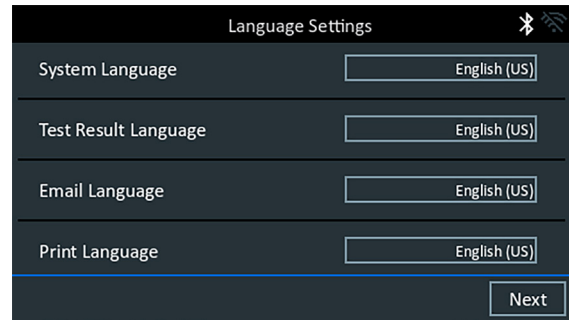 Language Settings
System Language English (US)
Test Result Language English (US)
Email Language English (US)
Print Language English (US)
Next